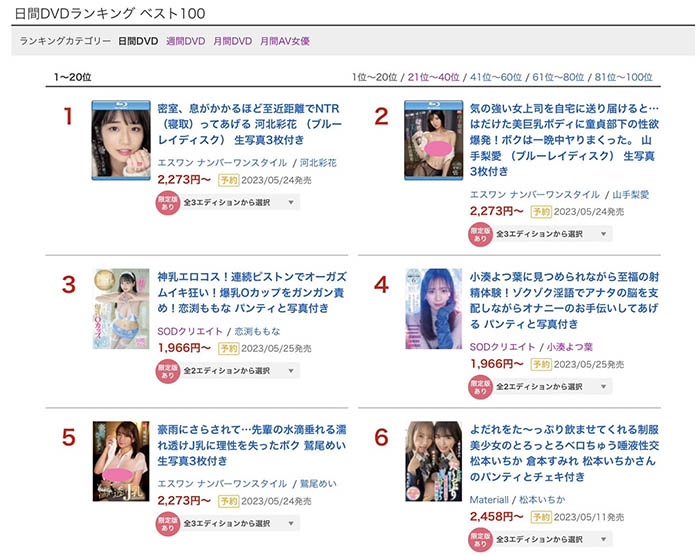 日間DVDランキング ベスト100
ランキングカテゴリー 日間DVD 週間DVD 月間DVD 月間AV女優
1〜20位
1位〜20位 / 21位〜40位 / 41位〜60位 / 61位〜80位 / 81位〜100位
1
密室、息がかかるほど至近距離でNTR
（寝取）ってあげる 河北彩花 （ブルー
レイディスク） 生写真3枚付き
エスワン ナンバーワンスタイル / 河北彩花
2,273円〜 予約 2023/05/24発売
限定版
あり
全3エディションから選択
2
気の強い女上司を自宅に送り届けると…
はだけた美巨乳ボディに童貞部下の性欲
爆発！ボクは一晩中ヤりまくった。 山
手梨愛 （ブルーレイディスク） 生写真
3枚付き
エスワン ナンバーワンスタイル / 山手梨愛
2,273円〜 予約 2023/05/24発売
限定版
あり
全3エディションから選択
3
神乳エロコス！連続ピストンでオーガズ
ムイキ狂い！爆乳Oカップをガンガン責
め！恋渕ももな パンティと写真付き
SODクリエイト / 恋渕ももな
1,966円〜 予約 2023/05/25発売
限定版
あり
全2エディションから選択
4
小湊よつ葉に見つめられながら至福の射
精体験！ゾクゾク淫語でアナタの脳を支
配しながらオナニーのお手伝いしてあげ
る パンティと写真付き
SODクリエイト / 小湊よつ葉
1,966円〜 予約 2023/05/25発売
限定版
あり
全2エディションから選択
5
豪雨にさらされて…先輩の水滴垂れる濡
れ透けJ乳に理性を失ったボク 鷲尾めい
生写真3枚付き
エスワン ナンバーワンスタイル / 鷲尾めい
2,273円〜 予約 2023/05/24発売
限定版
あり
全3エディションから選択
6
よだれをた〜っぷり飲ませてくれる制服
美少女のとろっとろベロちゅう唾液性交
松本いちか 倉本すみれ 松本いちかさん
のパンティとチェキ付き
Materiall / 松本いちか
2,458円〜 予約 2023/05/11発売
限定版
あり
全3エディションから選択